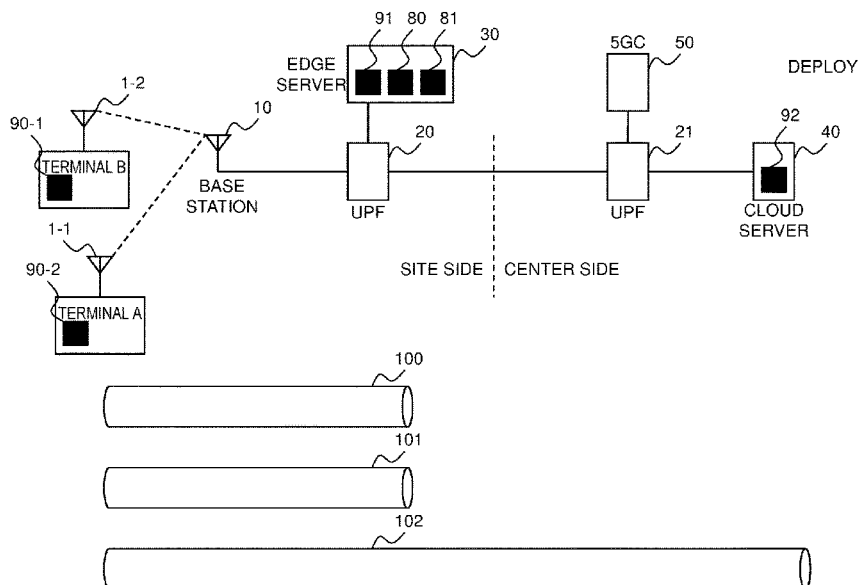 91 80 81
30
EDGE
SERVER
5GC
50
DEPLOY
1-2
90-1
10
20
21
92
40
TERMINAL B
BASE
STATION
UPF
UPF
CLOUD
SERVER
1-1
90-2
SITE SIDE
CENTER SIDE
TERMINAL A
100
101
102